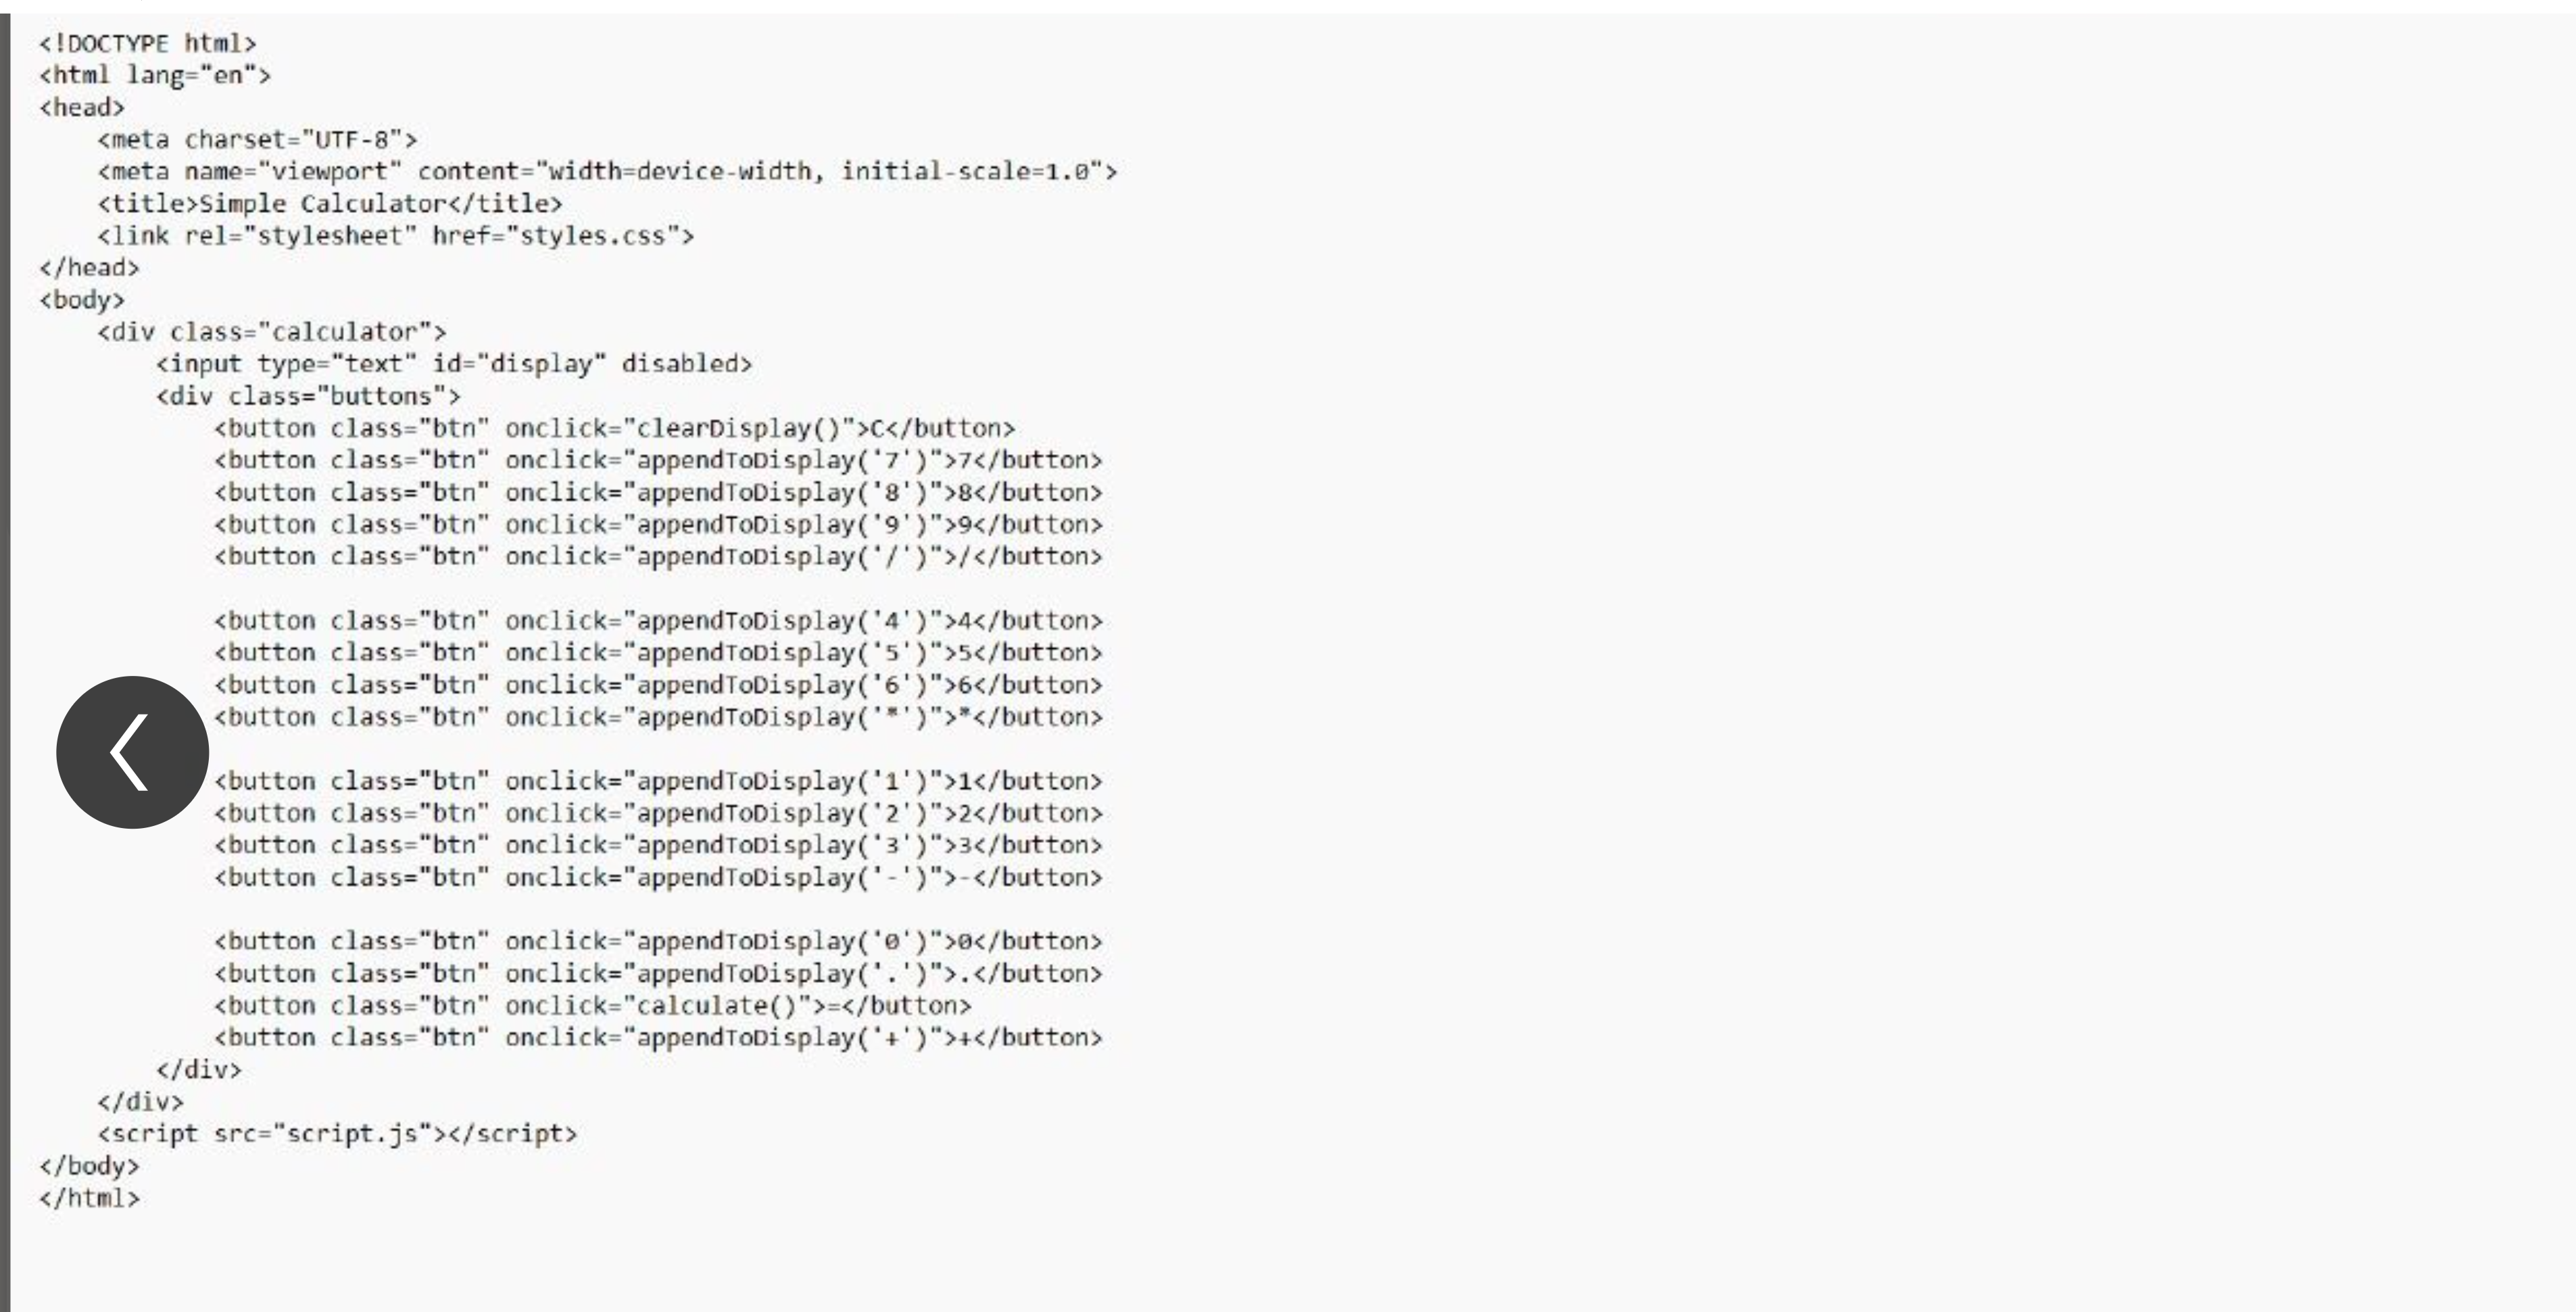 <!DOCTYPE html>
<html lang="en">
<head>
    <meta charset="UTF-8">
    <meta name="viewport" content="width=device-width, initial-scale=1.0">
    <title>Simple Calculator</title>
    <link rel="stylesheet" href="styles.css">
</head>
<body>
    <div class="calculator">
        <input type="text" id="display" disabled>
        <div class="buttons">
            <button class="btn" onclick="clearDisplay()">C</button>
            <button class="btn" onclick="appendToDisplay('7')">7</button>
            <button class="btn" onclick="appendToDisplay('8')">8</button>
            <button class="btn" onclick="appendToDisplay('9')">9</button>
            <button class="btn" onclick="appendToDisplay('/')">/</button>

            <button class="btn" onclick="appendToDisplay('4')">4</button>
            <button class="btn" onclick="appendToDisplay('5')">5</button>
            <button class="btn" onclick="appendToDisplay('6')">6</button>
            <button class="btn" onclick="appendToDisplay('*')">*</button>

            <button class="btn" onclick="appendToDisplay('1')">1</button>
            <button class="btn" onclick="appendToDisplay('2')">2</button>
            <button class="btn" onclick="appendToDisplay('3')">3</button>
            <button class="btn" onclick="appendToDisplay('-')">-</button>

            <button class="btn" onclick="appendToDisplay('0')">0</button>
            <button class="btn" onclick="appendToDisplay('.')">.</button>
            <button class="btn" onclick="calculate()">=</button>
            <button class="btn" onclick="appendToDisplay('+')">+</button>
        </div>
    </div>
    <script src="script.js"></script>
</body>
</html>